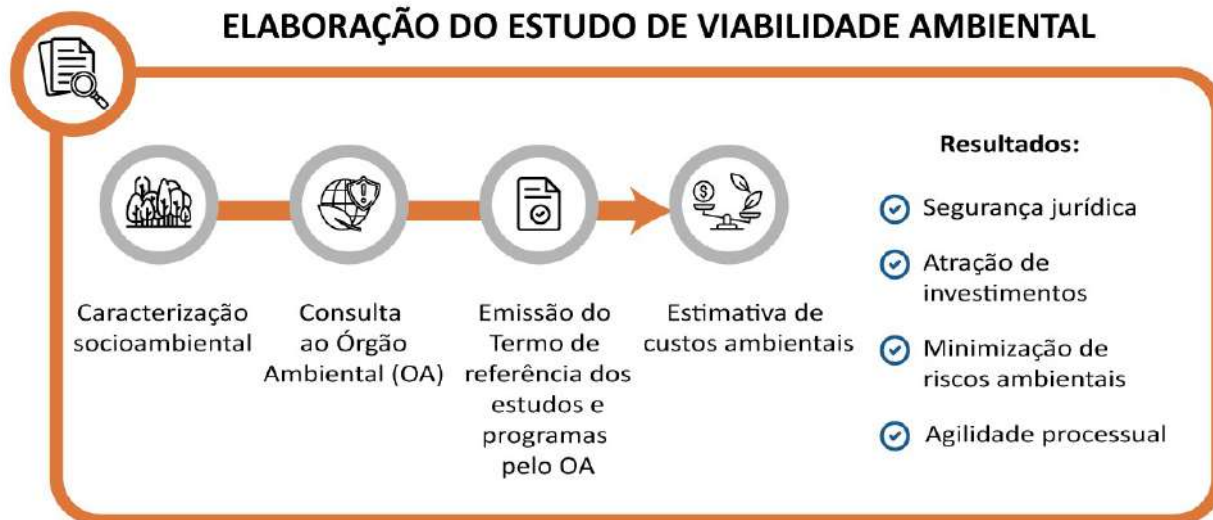 ELABORAÇÃO DO ESTUDO DE VIABILIDADE AMBIENTAL
Caracterização
socioambiental
Consulta
ao Órgão
Ambiental (OA)
Emissão do
Termo de
referência dos
estudos e
programas
pelo OA
$
Estimativa de
custos ambientais
Resultados:
Segurança jurídica
Atração de
investimentos
Minimização de
riscos ambientais
Agilidade processual